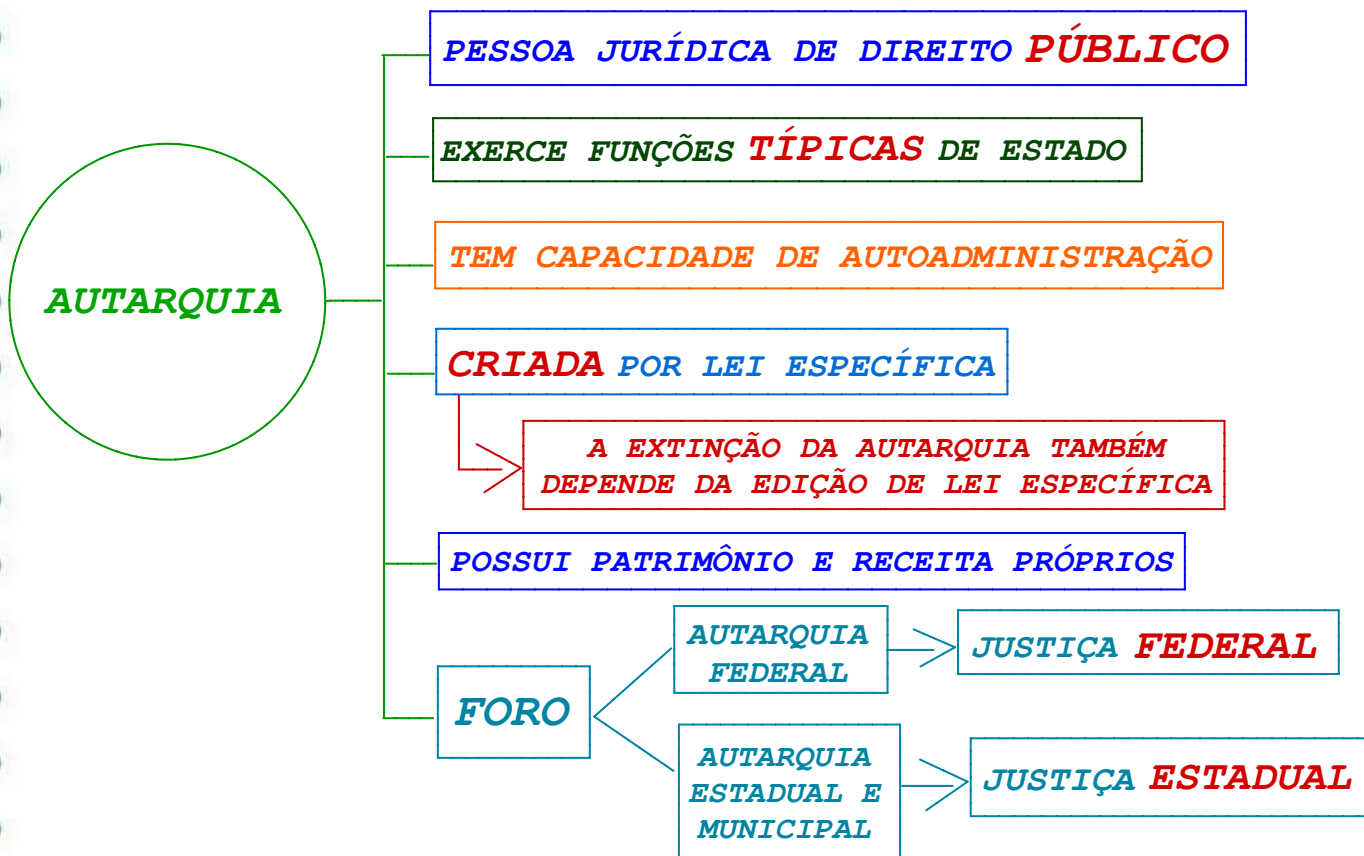 AUTARQUIA
PESSOA JURÍDICA DE DIREITO PÚBLICO
EXERCE FUNÇÕES TÍPICAS DE ESTADO
TEM CAPACIDADE DE AUTOADMINISTRAÇÃO
CRIADA POR LEI ESPECÍFICA
A EXTINÇÃO DA AUTARQUIA TAMBÉM
DEPENDE DA EDIÇÃO DE LEI ESPECÍFICA
POSSUI PATRIMÔNIO E RECEITA PRÓPRIOS
FORO
AUTARQUIA
FEDERAL
JUSTIÇA FEDERAL
AUTARQUIA
ESTADUAL E
MUNICIPAL
JUSTIÇA ESTADUAL